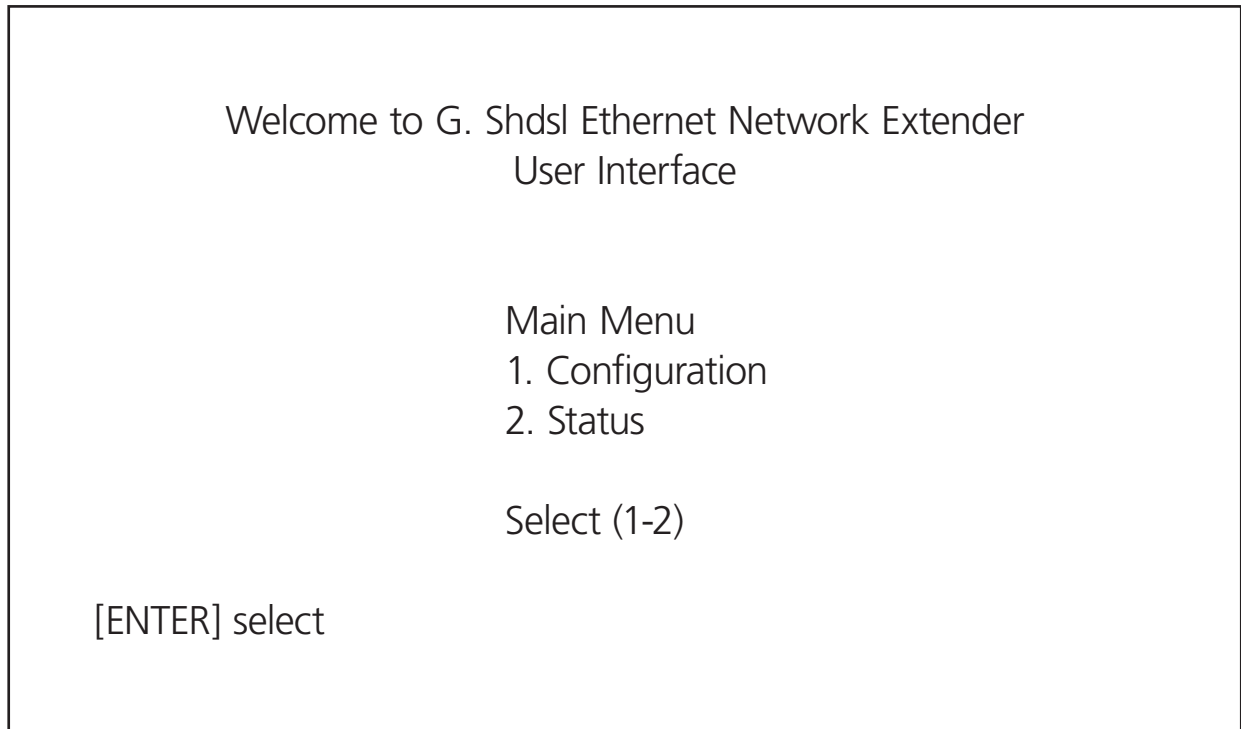 Welcome to G. Shdsl Ethernet Network Extender
User Interface
Main Menu
1. Configuration
2. Status
Select (1-2)
[ENTER] select